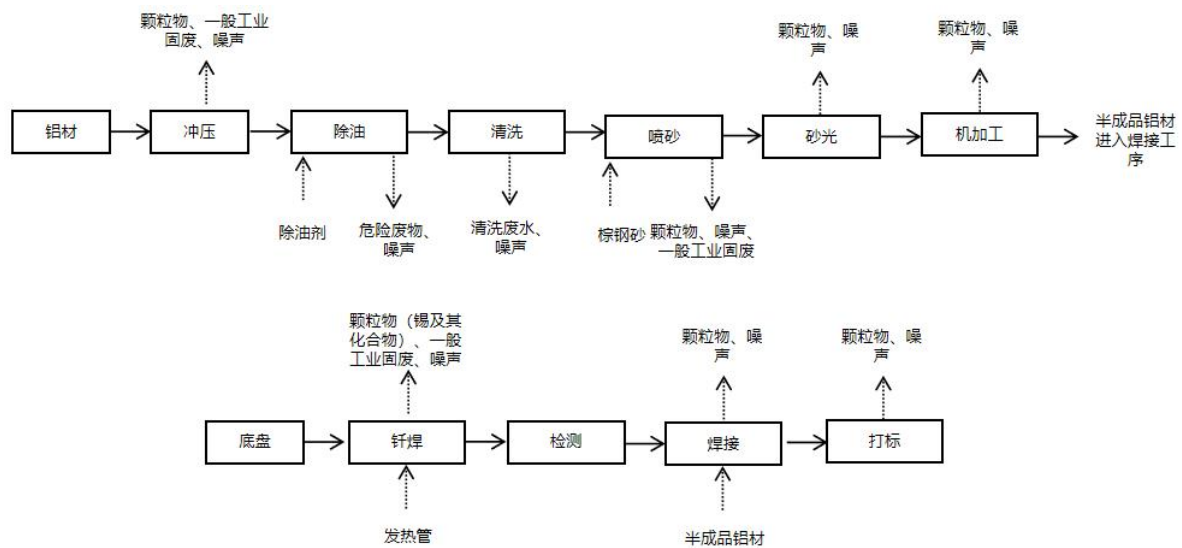 颗粒物、一般工业
固废、噪声
颗粒物、噪
声
颗粒物、噪
声
铝材
冲压
除油
清洗
喷砂
砂光
机加工
半成品铝材
进入焊接工
序
除油剂
危险废物、
噪声
清洗废水、
噪声
棕钢砂
颗粒物、噪声、
一般工业固废
颗粒物（锡及其
化合物）、一般
工业固废、噪声
颗粒物、噪
声
颗粒物、噪
声
底盘
钎焊
检测
焊接
打标
发热管
半成品铝材